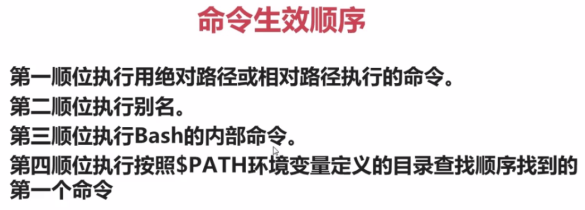 命令生效顺序
第一顺位执行用绝对路径或相对路径执行的命令。
第二顺位执行别名。
第三顺位执行Bash的内部命令。
第四顺位执行按照$PATH环境变量定义的目录查找顺序找到的
第一个命令